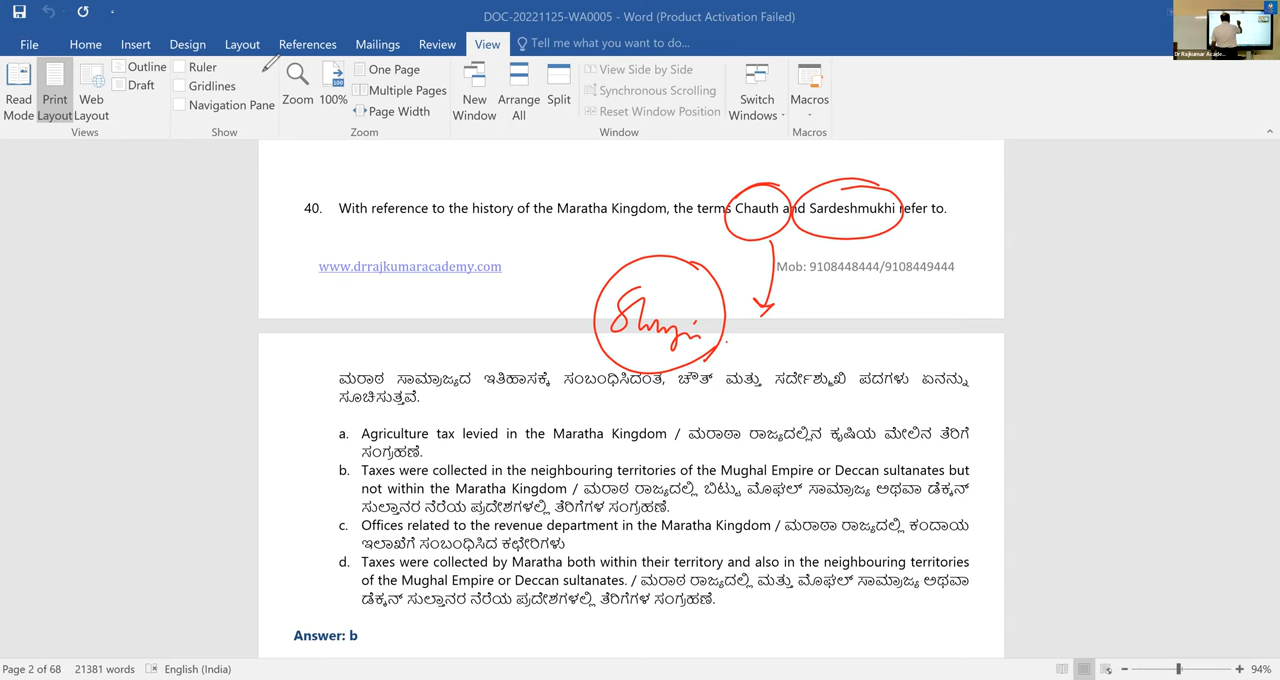 DOC-20221125-WA0005 - Word (Product Activation Failed)
File Home Insert Design Layout References Mailings Review View Tell me what you want to do...
Read Mode Print Layout Web Layout Outline Draft
Ruler Gridlines Navigation Pane
Zoom 100% One Page Multiple Pages Page Width
New Window Arrange All Split View Side by Side Synchronous Scrolling Reset Window Position Switch Windows Macros
Views Show Zoom Window Macros
Dr Rajkumar Acade...
40. With reference to the history of the Maratha Kingdom, the terms Chauth and Sardeshmukhi refer to.
www.drrajkumaracademy.com Mob: 9108448444/9108449444
ಮರಾಠ ಸಾಮ್ರಾಜ್ಯದ ಇತಿಹಾಸಕ್ಕೆ ಸಂಬಂಧಿಸಿದಂತೆ, ಚೌತ್ ಮತ್ತು ಸರ್ದೇಶ್ಮುಖಿ ಪದಗಳು ಏನನ್ನು
ಸೂಚಿಸುತ್ತವೆ.
a. Agriculture tax levied in the Maratha Kingdom / ಮರಾಠಾ ರಾಜ್ಯದಲ್ಲಿನ ಕೃಷಿಯ ಮೇಲಿನ ತೆರಿಗೆ
ಸಂಗ್ರಹಣೆ.
b. Taxes were collected in the neighbouring territories of the Mughal Empire or Deccan sultanates but
not within the Maratha Kingdom / ಮರಾಠ ರಾಜ್ಯದಲ್ಲಿ ಬಿಟ್ಟು ಮೊಘಲ್ ಸಾಮ್ರಾಜ್ಯ ಅಥವಾ ಡೆಕ್ಕನ್
ಸುಲ್ತಾನರ ನೆರೆಯ ಪ್ರದೇಶಗಳಲ್ಲಿ ತೆರಿಗೆಗಳ ಸಂಗ್ರಹಣೆ.
c. Offices related to the revenue department in the Maratha Kingdom / ಮರಾಠಾ ರಾಜ್ಯದಲ್ಲಿ ಕಂದಾಯ
ಇಲಾಖೆಗೆ ಸಂಬಂಧಿಸಿದ ಕಛೇರಿಗಳು
d. Taxes were collected by Maratha both within their territory and also in the neighbouring territories
of the Mughal Empire or Deccan sultanates. / ಮರಾಠ ರಾಜ್ಯದಲ್ಲಿ ಮತ್ತು ಮೊಘಲ್ ಸಾಮ್ರಾಜ್ಯ ಅಥವಾ
ಡೆಕ್ಕನ್ ಸುಲ್ತಾನರ ನೆರೆಯ ಪ್ರದೇಶಗಳಲ್ಲಿ ತೆರಿಗೆಗಳ ಸಂಗ್ರಹಣೆ.
Answer: b
Page 2 of 68 21381 words English (India) 94%